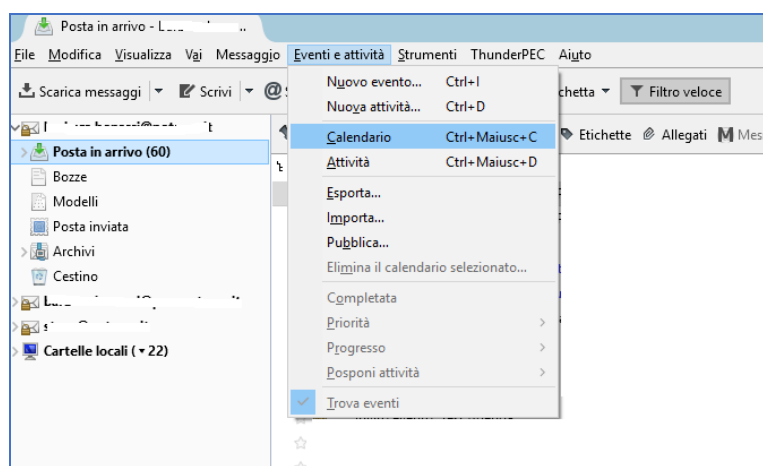 Posta in arrivo -
File Modifica Visualizza Vai Messaggio Eventi e attività Strumenti ThunderPEC Aiuto
Scarica messaggi Scrivi chetta Filtro veloce
Nuovo evento... Ctrl+I
Nuova attività... Ctrl+D
Calendario Ctrl+Maiusc+C
Etichette Allegati Mes
Attività Ctrl+Maiusc+D
Esporta...
Importa...
Pubblica...
Elimina il calendario selezionato...
Completata
Priorità
Progresso
Posponi attività
Trova eventi
Posta in arrivo (60)
Bozze
Modelli
Posta inviata
Archivi
Cestino
Cartelle locali (22)